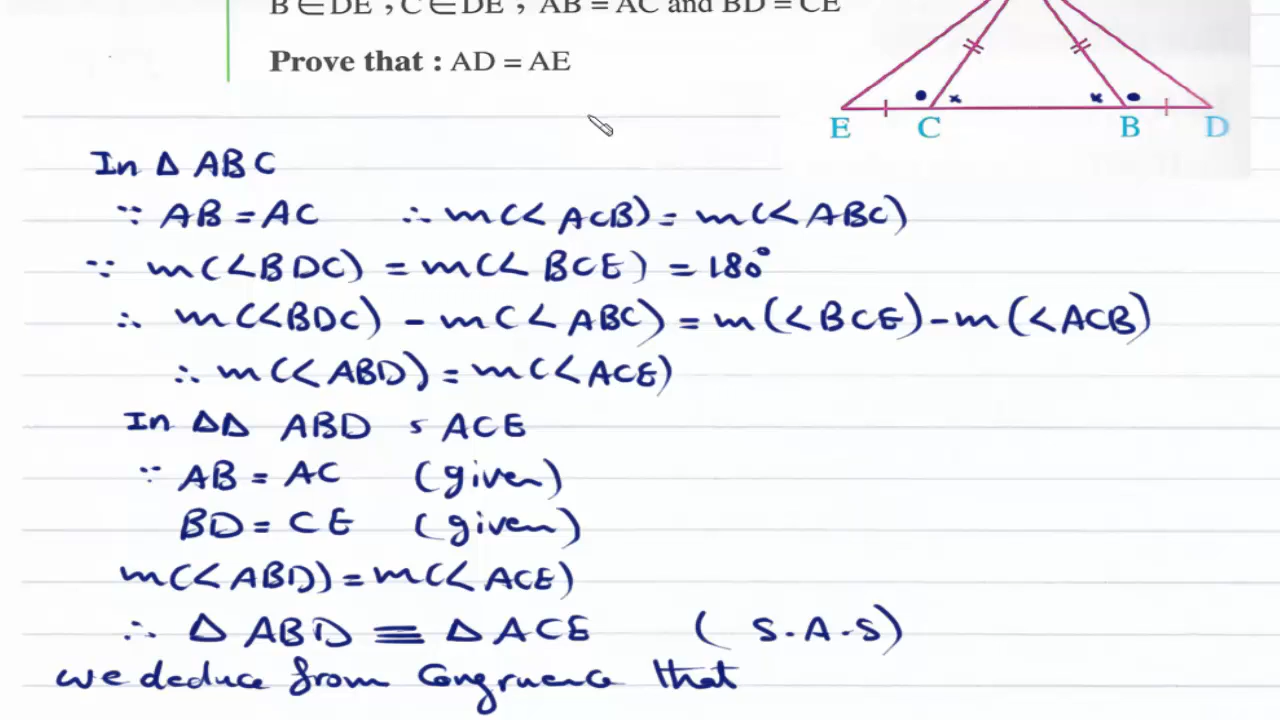 B ∈ DE , C ∈ DE , AB = AC and BD = CE
Prove that : AD = AE
E C B D
In Δ ABC
∵ AB = AC ∴ m(<ACB) = m(<ABC)
∵ m(<BDC) = m(<BCE) = 180°
∴ m(<BDC) - m(<ABC) = m(<BCE) - m(<ACB)
∴ m(<ABD) = m(<ACE)
In ΔΔ ABD , ACE
∵ AB = AC (given)
BD = CE (given)
m(<ABD) = m(<ACE)
∴ Δ ABD ≡ Δ ACE (S.A.S)
we deduce from Congruence that